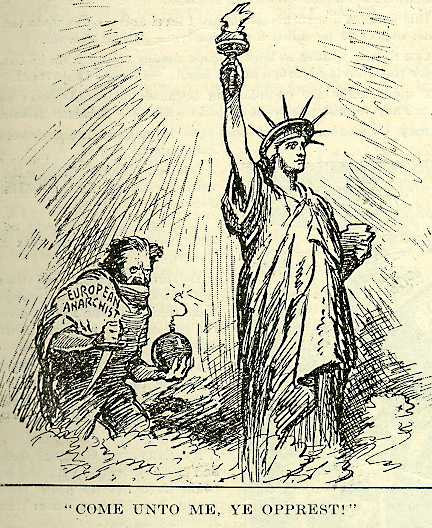 EUROPEAN
ANARCHIST
"COME UNTO ME, YE OPPREST!"